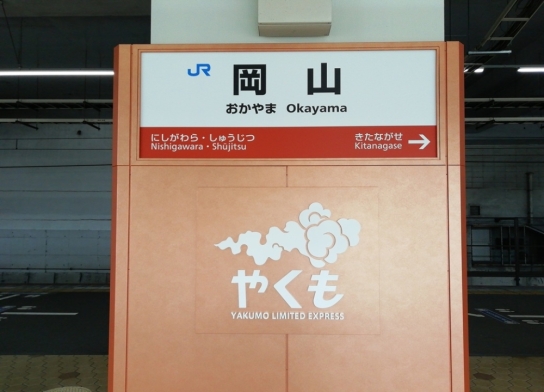 JR 岡山
おかやま Okayama
にしがわら・しゅうじつ きたながせ
Nishigawara・Shūjitsu Kitanagase →
やくも
YAKUMO LIMITED EXPRESS